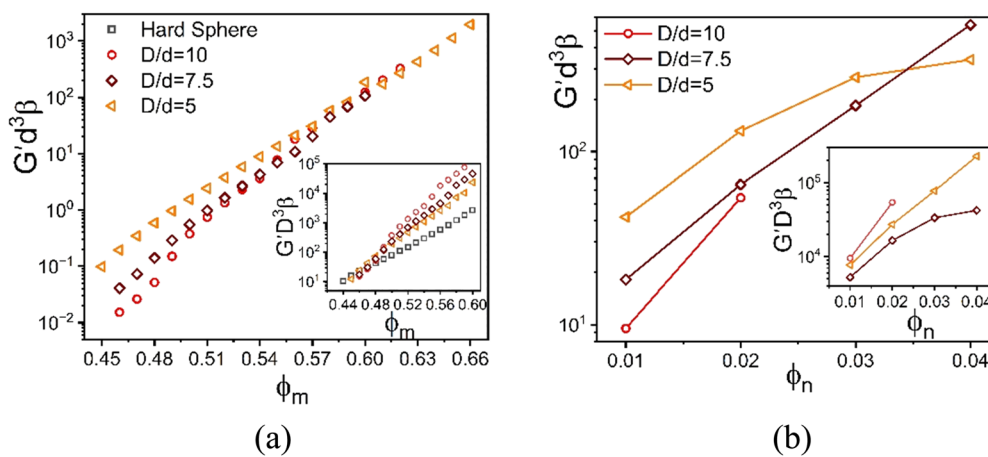 G'd³β
10³
10²
10¹
10⁰
10⁻¹
10⁻²
Hard Sphere
D/d=10
D/d=7.5
D/d=5
0.45 0.48 0.51 0.54 0.57 0.60 0.63 0.66
ϕm
G'D³β
10⁵
10⁴
10³
10²
10¹
0.44 0.48 0.52 0.56 0.60
ϕm
(a)
G'd³β
10²
10¹
D/d=10
D/d=7.5
D/d=5
0.01 0.02 0.03 0.04
ϕn
G'D³β
10⁵
10⁴
0.01 0.02 0.03 0.04
ϕn
(b)